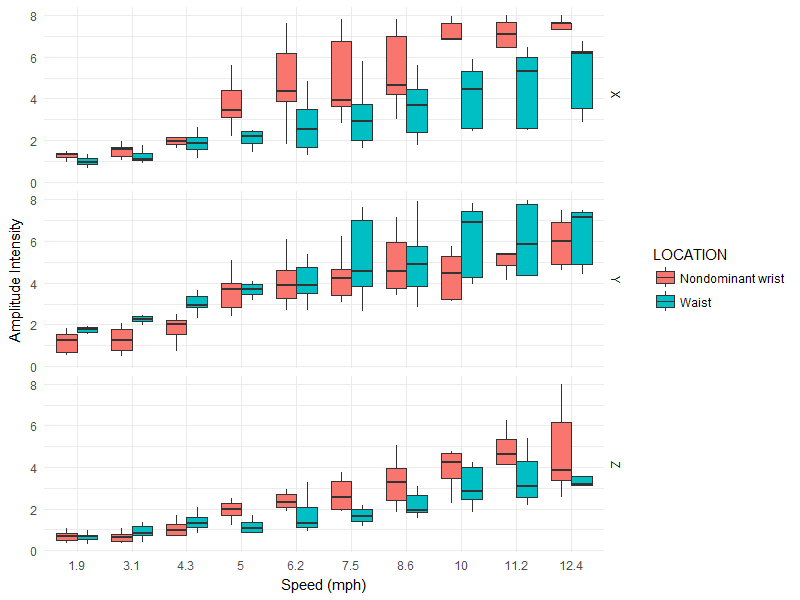 8
6
4
2
0
X
8
6
4
2
0
Y
8
6
4
2
0
Z
Amplitude Intensity
1.9 3.1 4.3 5 6.2 7.5 8.6 10 11.2 12.4
Speed (mph)
LOCATION
Nondominant wrist
Waist